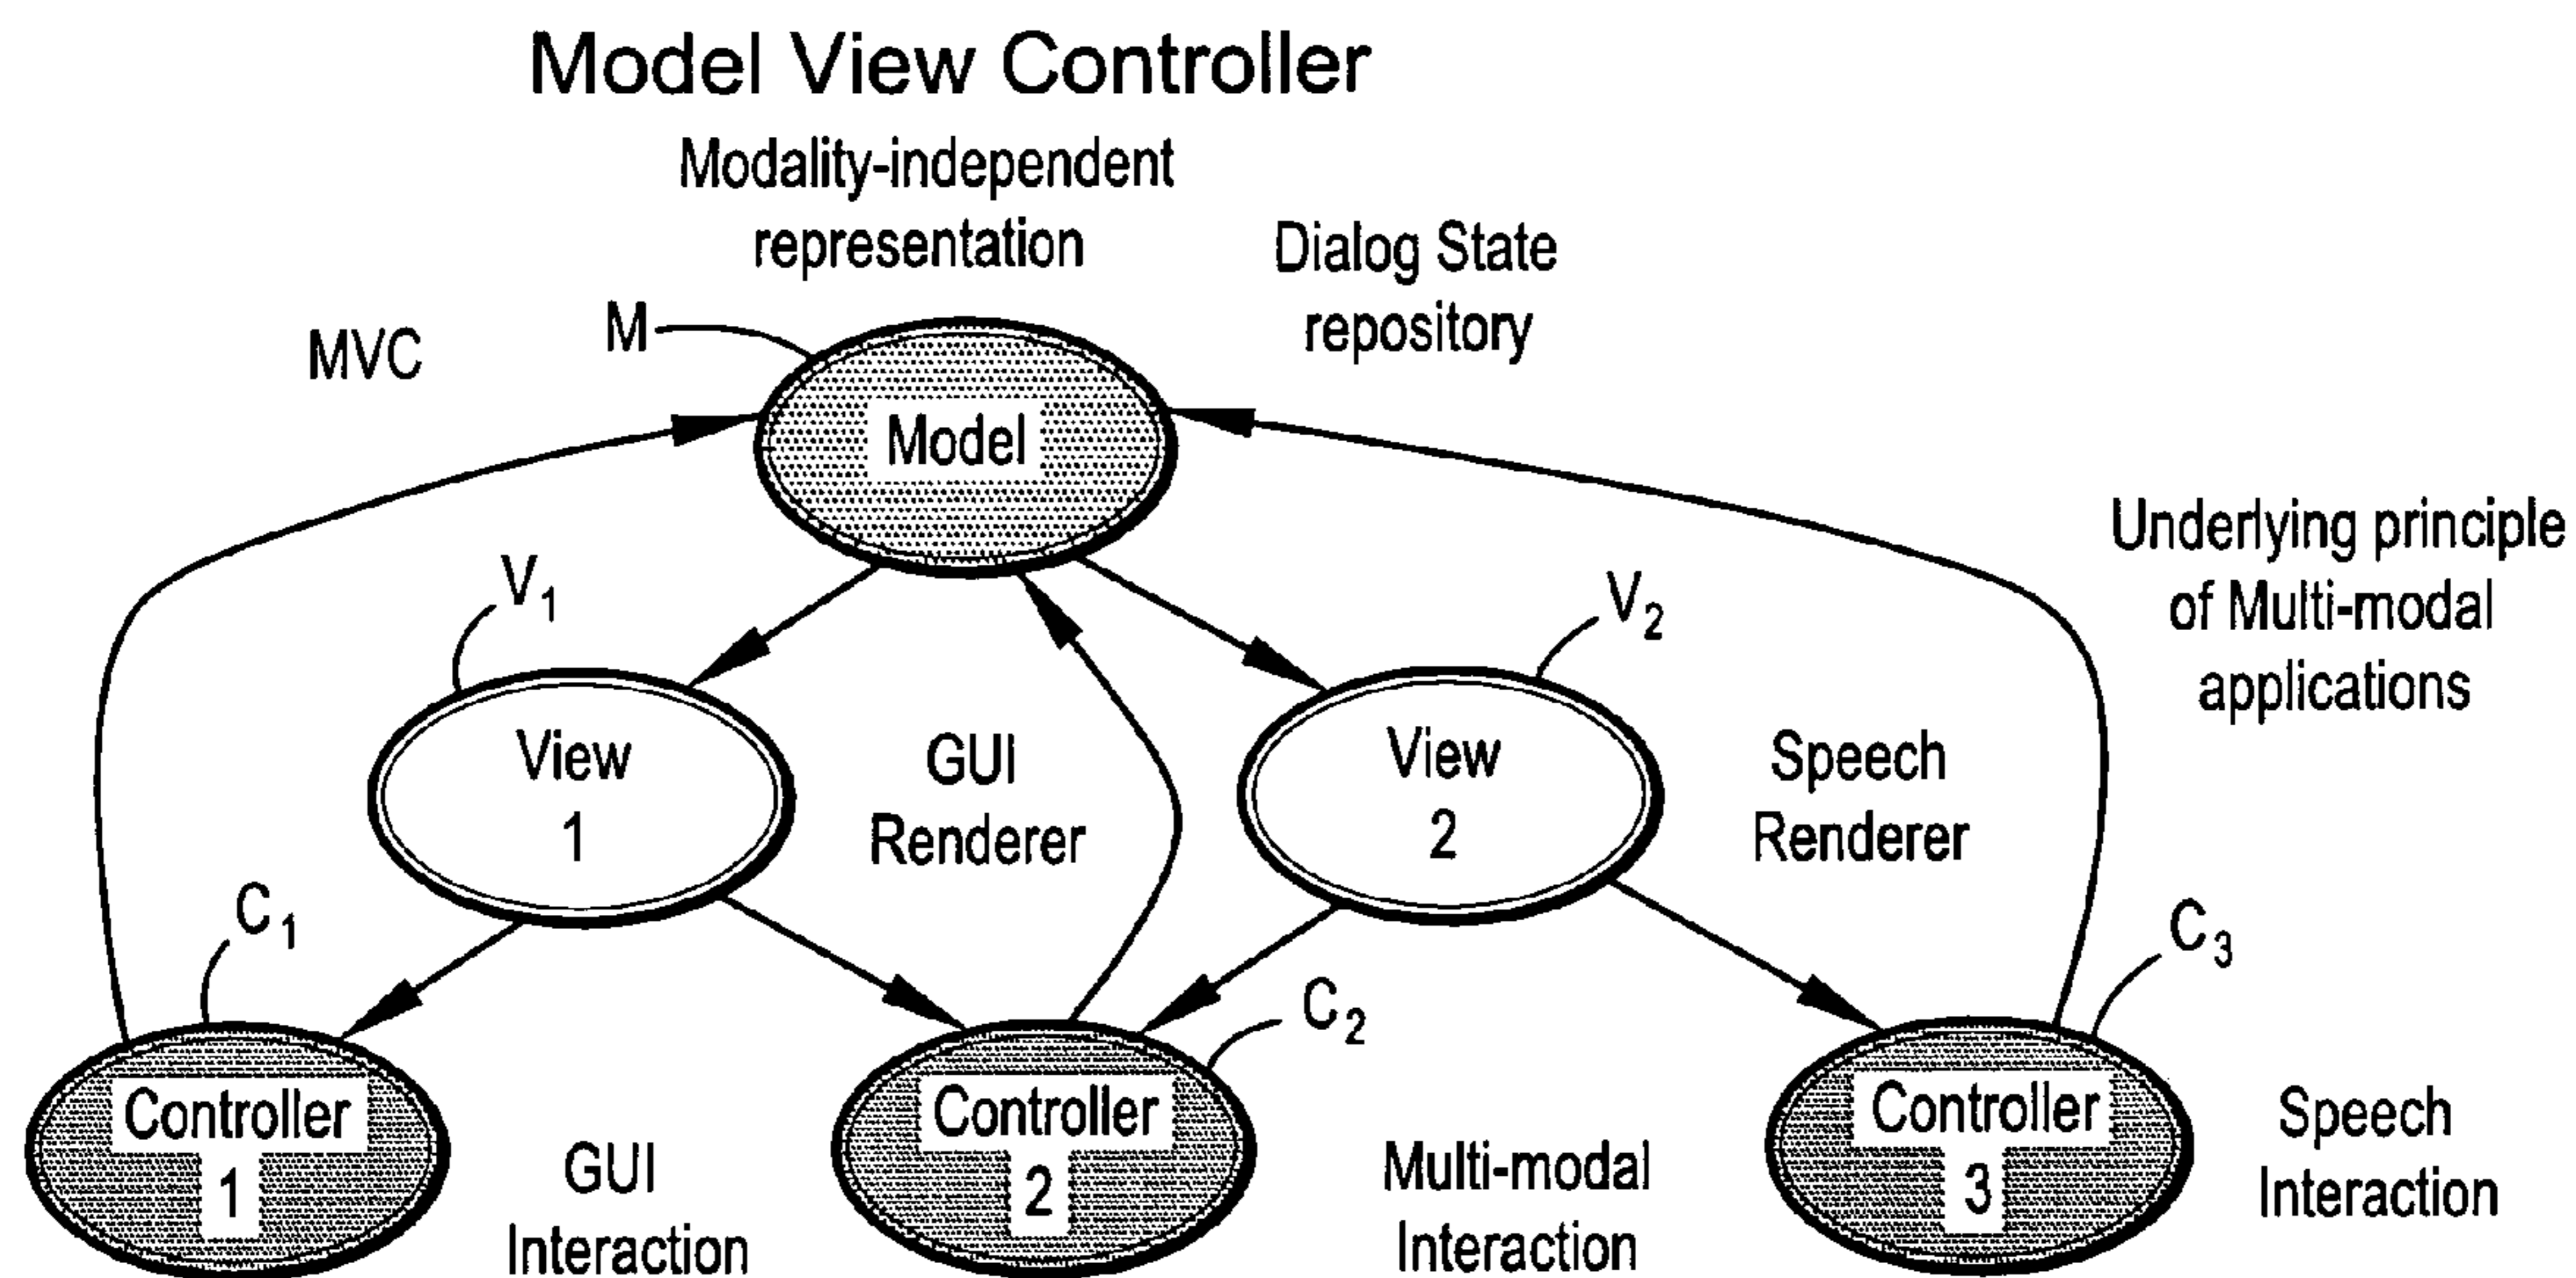 Model View Controller
Modality-independent
representation
Dialog State
repository
MVC
M
Model
Underlying principle
of Multi-modal
applications
V1
V2
View
1
GUI
Renderer
View
2
Speech
Renderer
C1
C2
C3
Controller
1
GUI
Interaction
Controller
2
Multi-modal
Interaction
Controller
3
Speech
Interaction